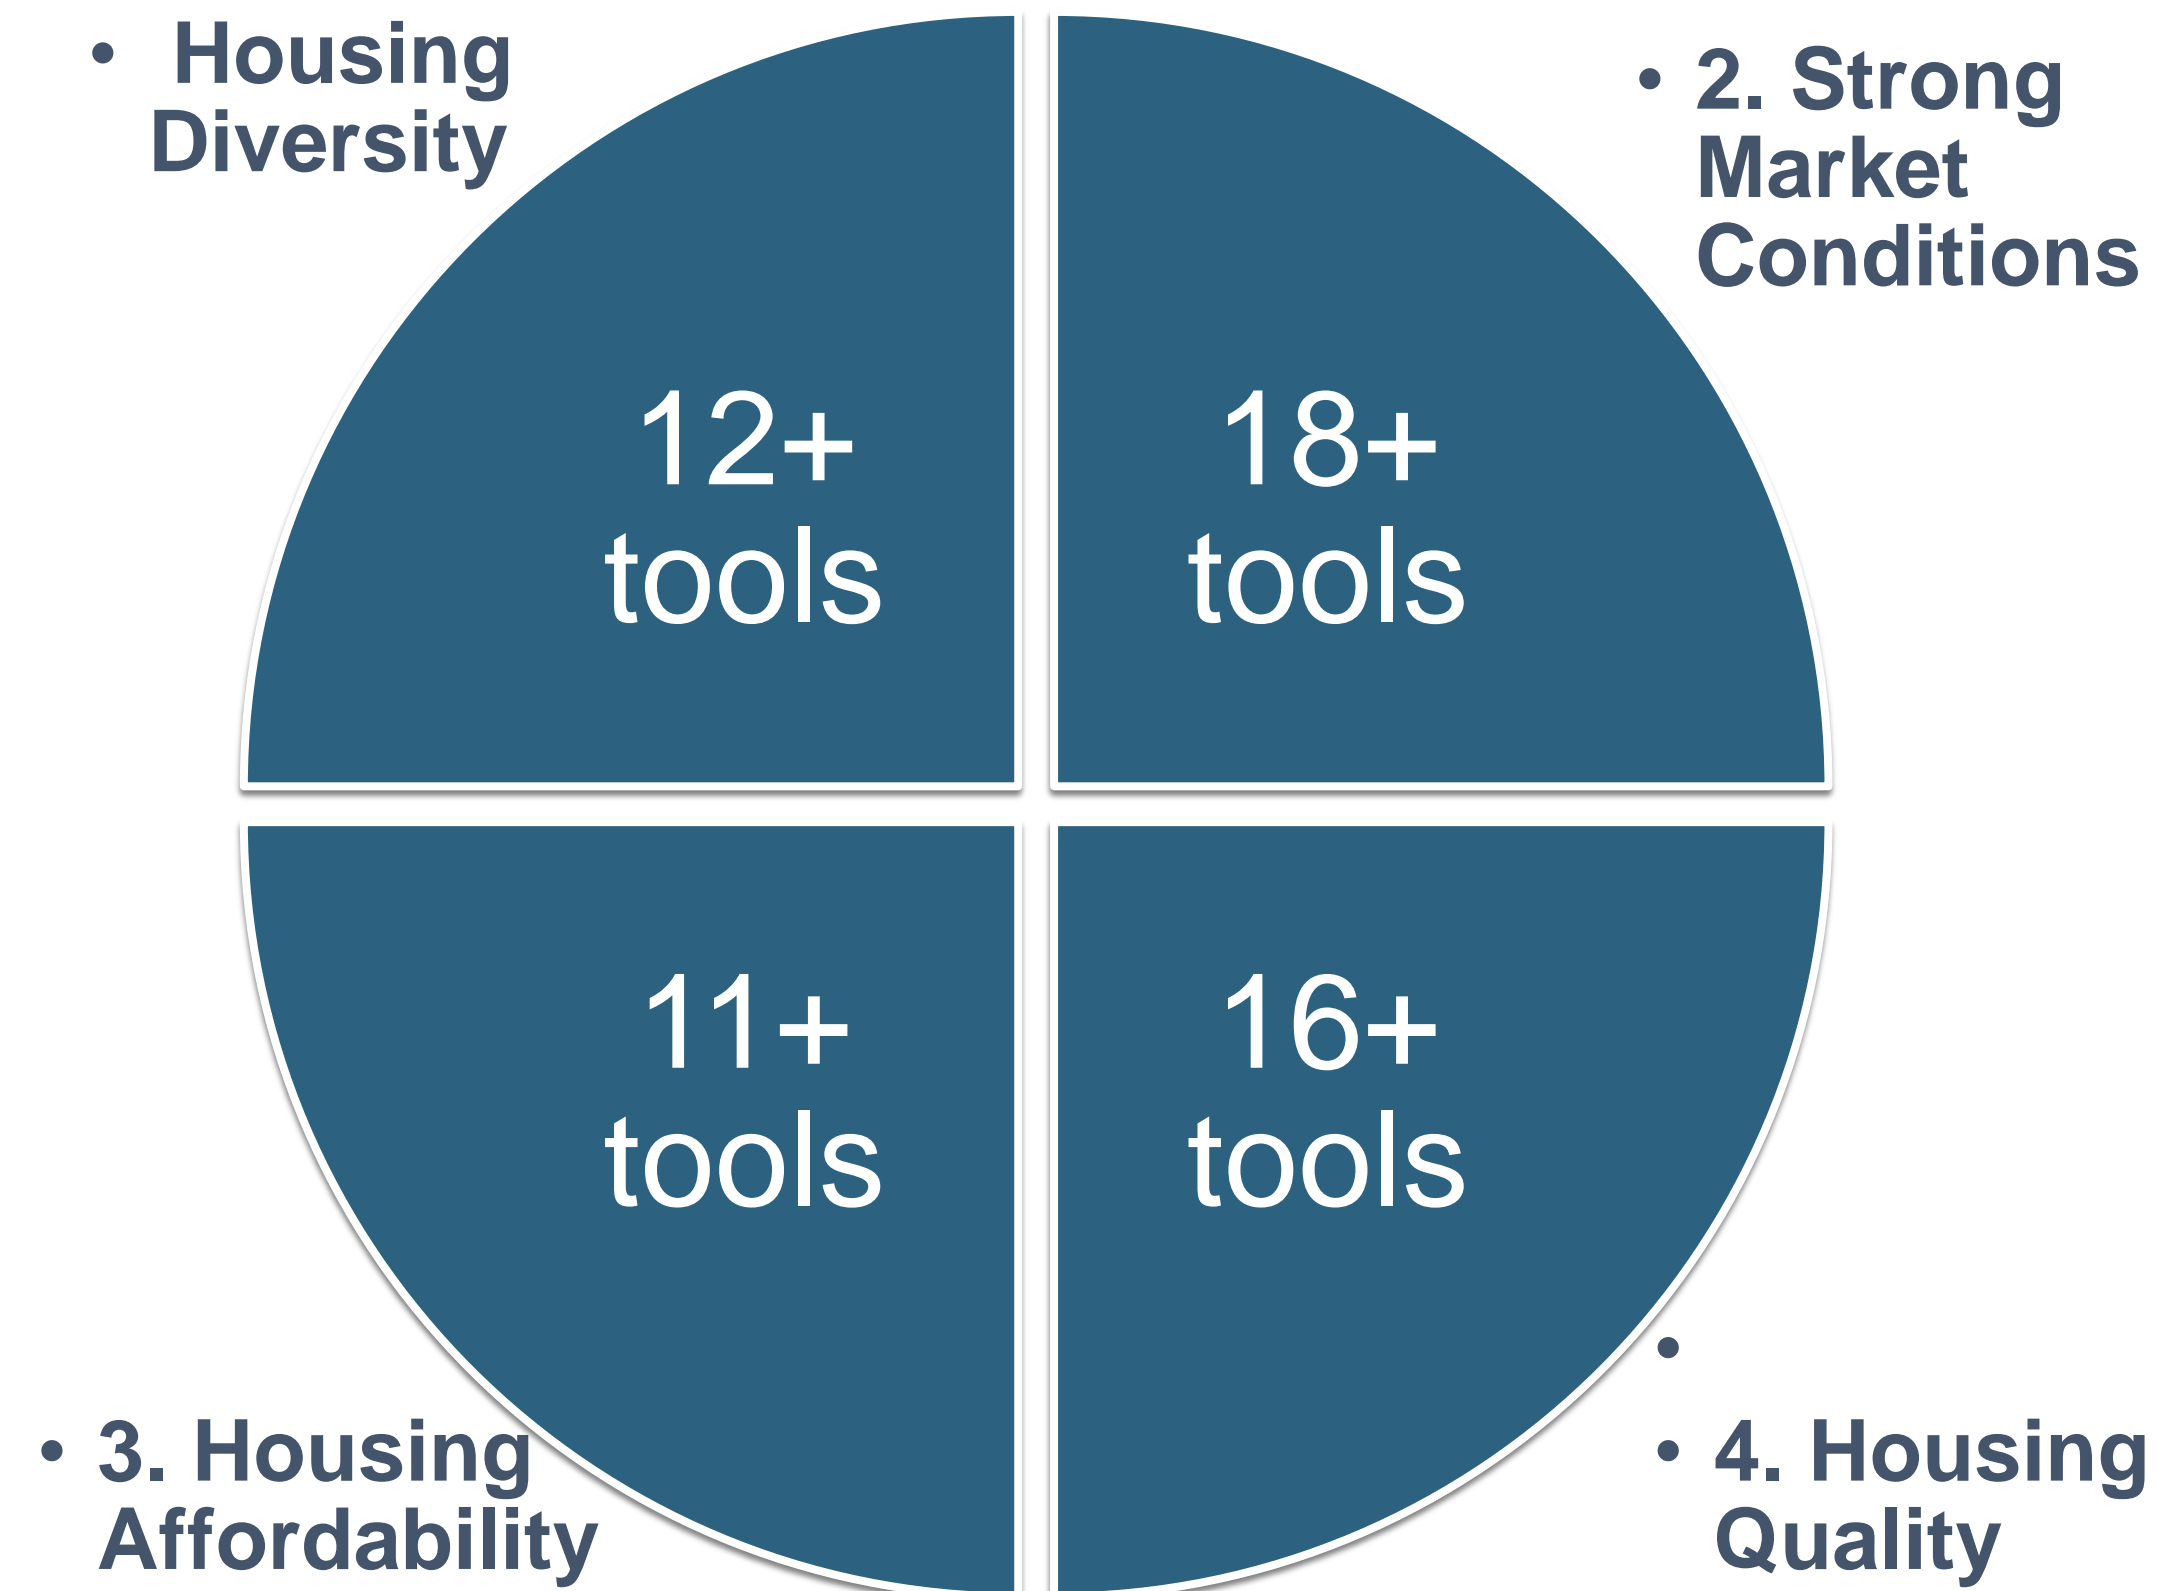 • Housing
Diversity
• 2. Strong
Market
Conditions
12+
tools
18+
tools
11+
tools
16+
tools
•
• 3. Housing
Affordability
• 4. Housing
Quality